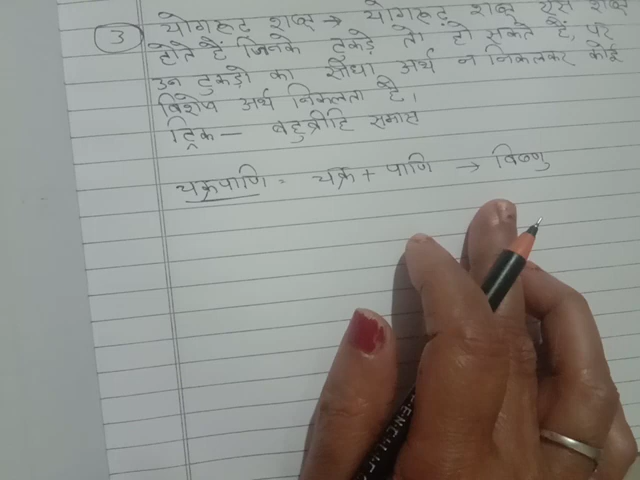 3 योगरूढ़ शब्द → योगरूढ़ शब्द ऐसे शब्द
होते हैं जिनके टुकड़े तो हो सकते हैं, पर
उन टुकड़ो का सीधा अर्थ न निकलकर कोई
विशेष अर्थ निकलता है।
ट्रिक — बहुब्रीहि समास
चक्रपाणि = चक्र + पाणि → विष्णु